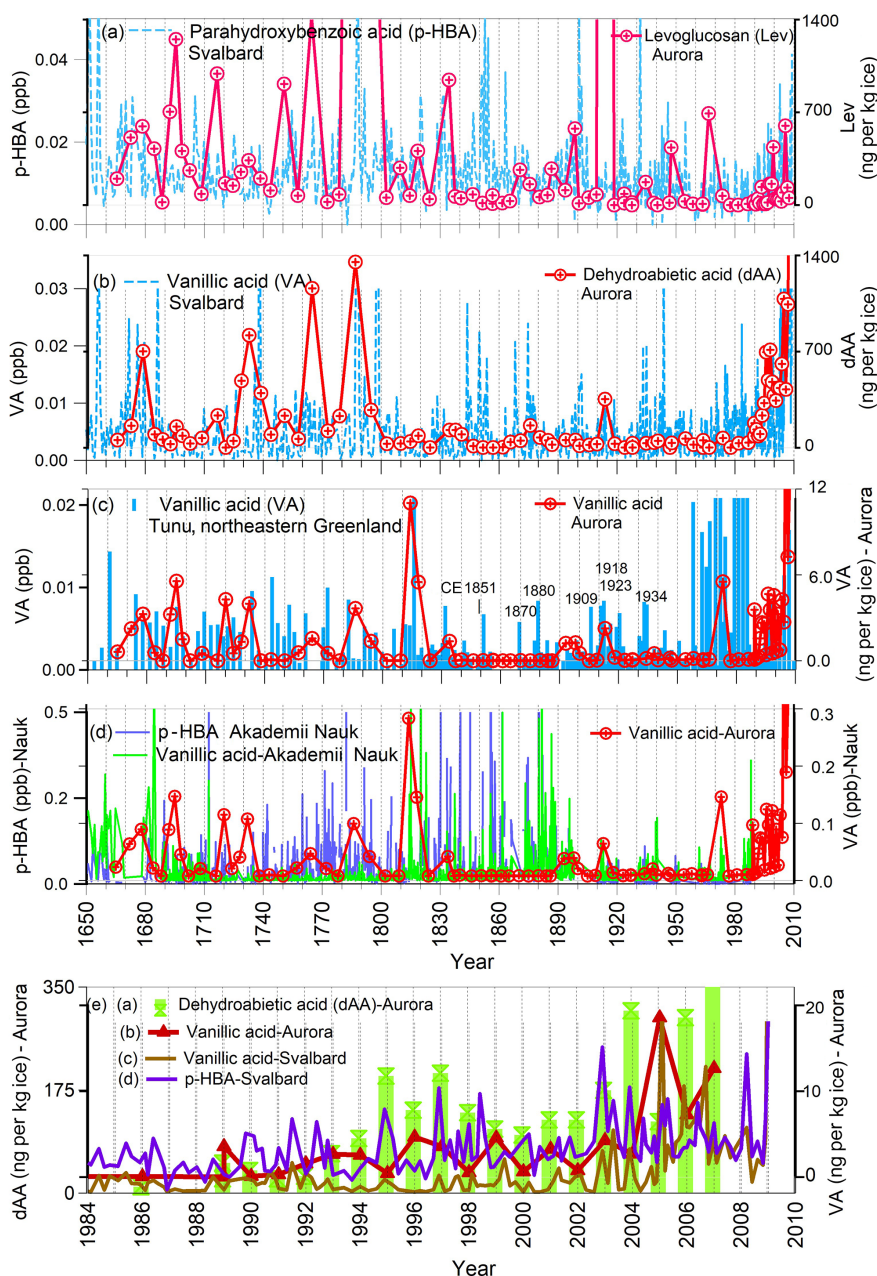 (a)
Parahydroxybenzoic acid (p-HBA)
Svalbard
Levoglucosan (Lev)
Aurora
p-HBA (ppb)
0.04
0.02
0.00
Lev
(ng per kg ice)
1400
700
0
(b)
Vanillic acid (VA)
Svalbard
Dehydroabietic acid (dAA)
Aurora
VA (ppb)
0.03
0.02
0.01
0.00
dAA
(ng per kg ice)
1400
700
0
(c)
Vanillic acid (VA)
Tunu, northeastern Greenland
Vanillic acid
Aurora
VA (ppb)
0.02
0.01
0.00
VA
(ng per kg ice) - Aurora
12
6.0
0.0
CE 1851
1870
1880
1909
1918
1923
1934
(d)
p-HBA Akademii Nauk
Vanillic acid-Akademii Nauk
Vanillic acid-Aurora
p-HBA (ppb)-Nauk
0.5
0.2
0.0
VA (ppb)-Nauk
0.3
0.2
0.1
0.0
1650 1680 1710 1740 1770 1800 1830 1860 1890 1920 1950 1980 2010
Year
(e) (a) Dehydroabietic acid (dAA)-Aurora
(b) Vanillic acid-Aurora
(c) Vanillic acid-Svalbard
(d) p-HBA-Svalbard
dAA (ng per kg ice) - Aurora
350
175
0
VA (ng per kg ice) - Aurora
20
10
0
1984 1986 1988 1990 1992 1994 1996 1998 2000 2002 2004 2006 2008 2010
Year